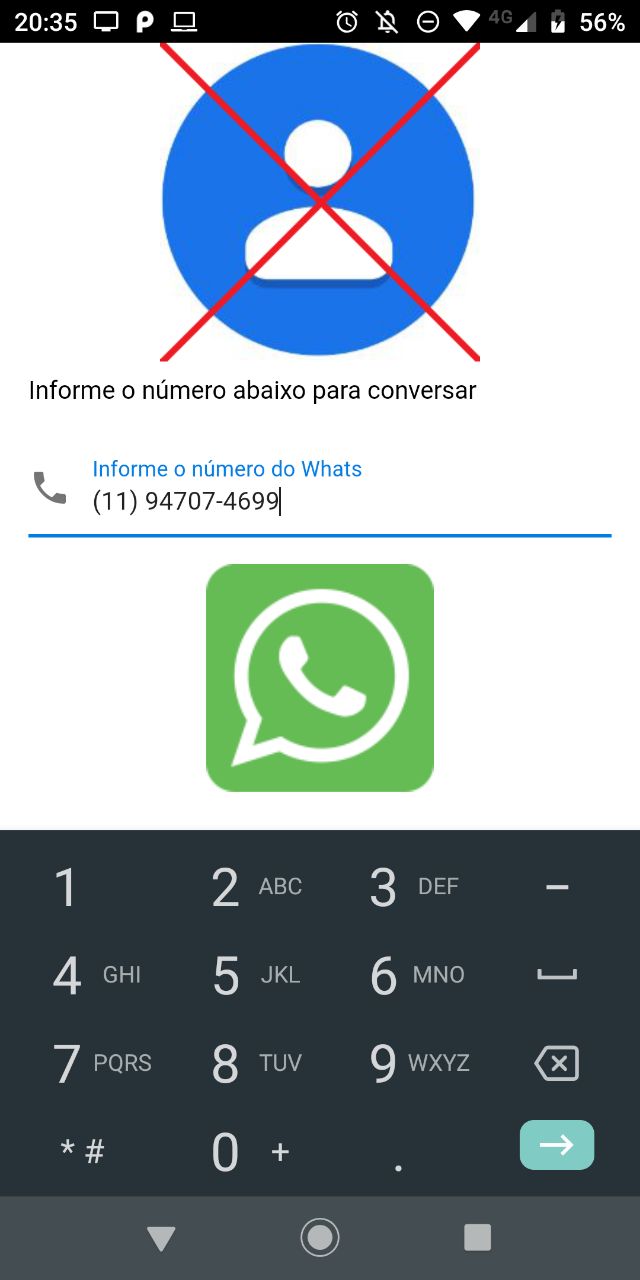 20:35 4G 56%
Informe o número abaixo para conversar
Informe o número do Whats
(11) 94707-4699
1 2 ABC 3 DEF –
4 GHI 5 JKL 6 MNO
7 PQRS 8 TUV 9 WXYZ
* # 0 + .